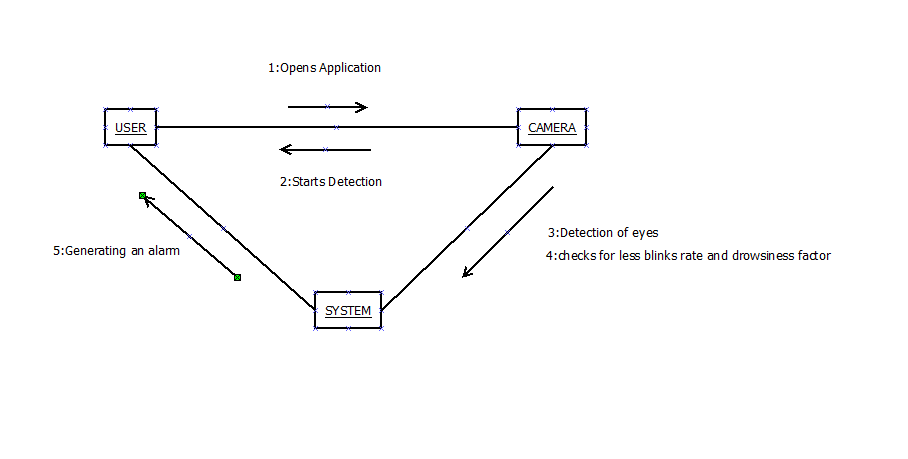 1:Opens Application
USER
CAMERA
2:Starts Detection
3:Detection of eyes
5:Generating an alarm
4:checks for less blinks rate and drowsiness factor
SYSTEM